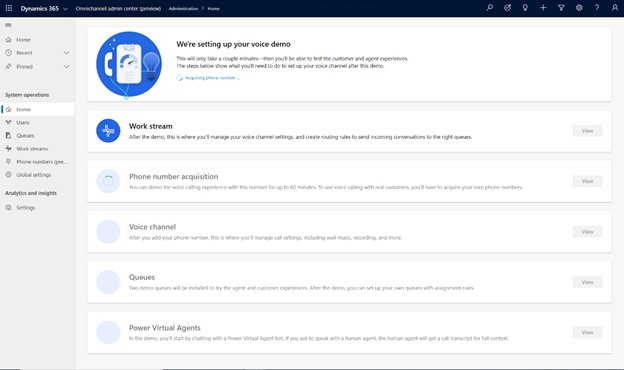 Dynamics 365
Omnichannel admin center (preview)
Administration > Home
Home
Recent
Pinned
System operations
Home
Users
Queues
Work streams
Phone numbers (pre...
Global settings
Analytics and insights
Settings
We're setting up your voice demo
This will only take a couple minutes—then you'll be able to test the customer and agent experiences.
The steps below show what you'll need to do to set up your voice channel after this demo.
Acquiring phone number...
Work stream
After the demo, this is where you'll manage your voice channel settings, and create routing rules to send incoming conversations to the right queues.
View
Phone number acquisition
You can demo the voice calling experience with this number for up to 60 minutes. To use voice calling with real customers, you'll have to acquire your own phone numbers.
View
Voice channel
After you add your phone number, this is where you'll manage call settings, including wait music, recording, and more.
View
Queues
Two demo queues will be installed to try the agent and customer experiences. After the demo, you can set up your own queues with assignment rules.
View
Power Virtual Agents
In the demo, you'll start by chatting with a Power Virtual Agent bot. If you ask to speak with a human agent, the human agent will get a call transcript for full context.
View